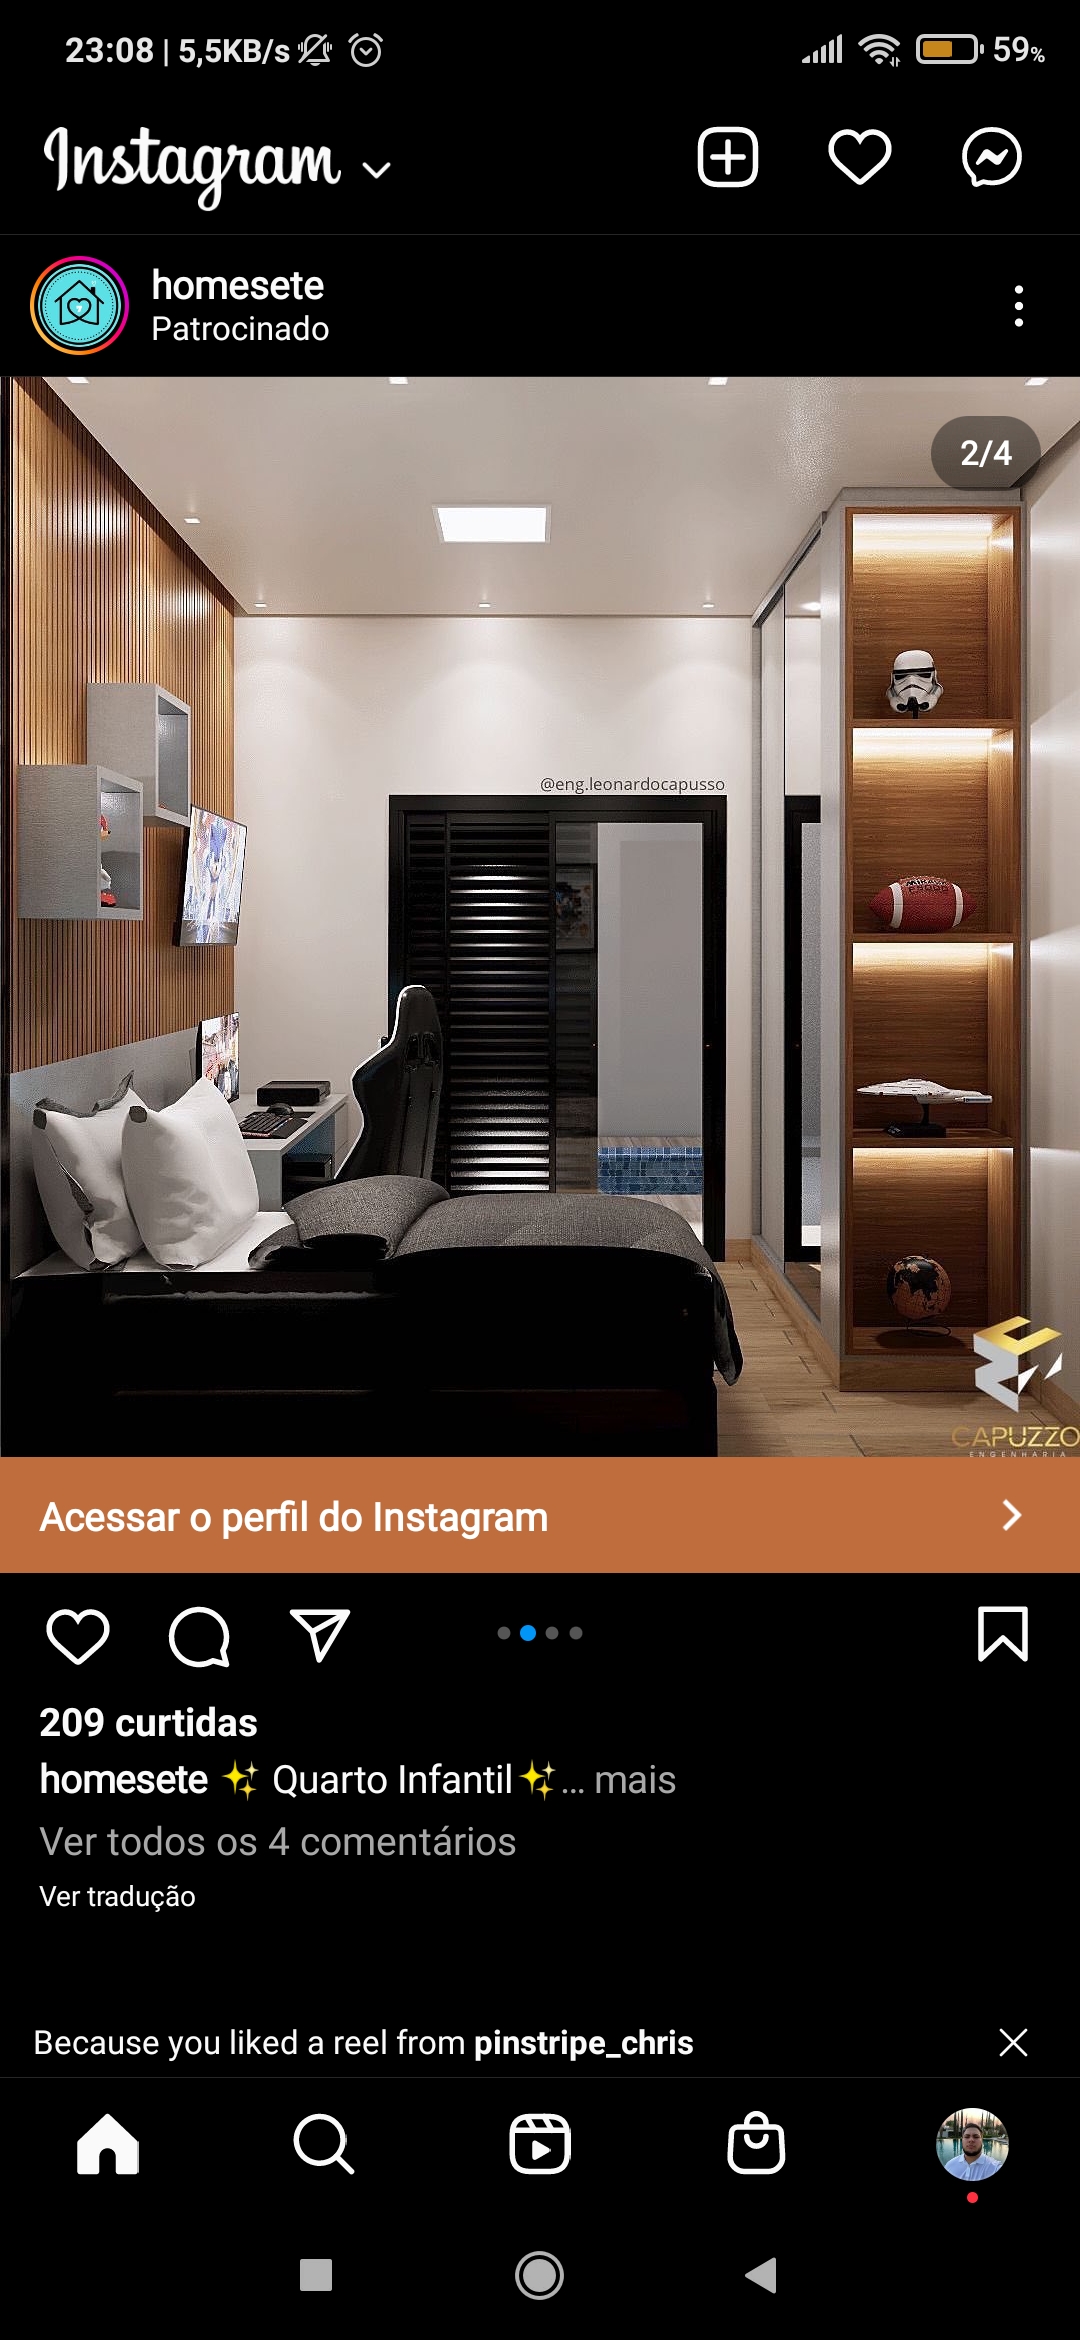 23:08 | 5,5KB/s
59%
Instagram
homesete
Patrocinado
2/4
@eng.leonardocapusso
CAPUZZO
ENGENHARIA
Acessar o perfil do Instagram
209 curtidas
homesete ✨ Quarto Infantil✨... mais
Ver todos os 4 comentários
Ver tradução
Because you liked a reel from pinstripe_chris